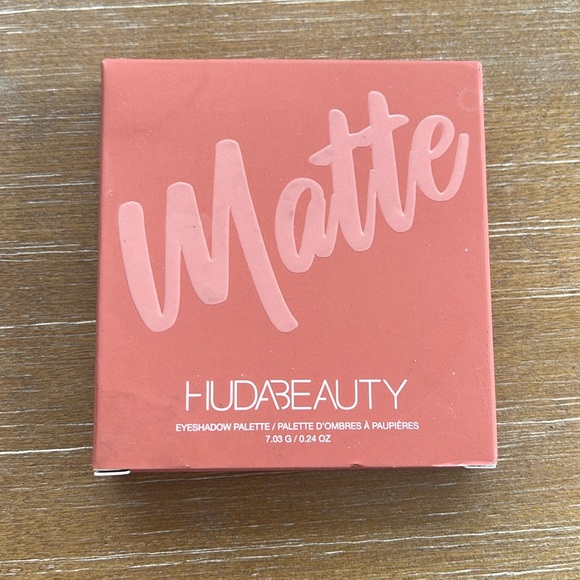 Matte
HUDABEAUTY
EYESHADOW PALETTE / PALETTE D'OMBRES À PAUPIÈRES
7.03 G / 0.24 OZ